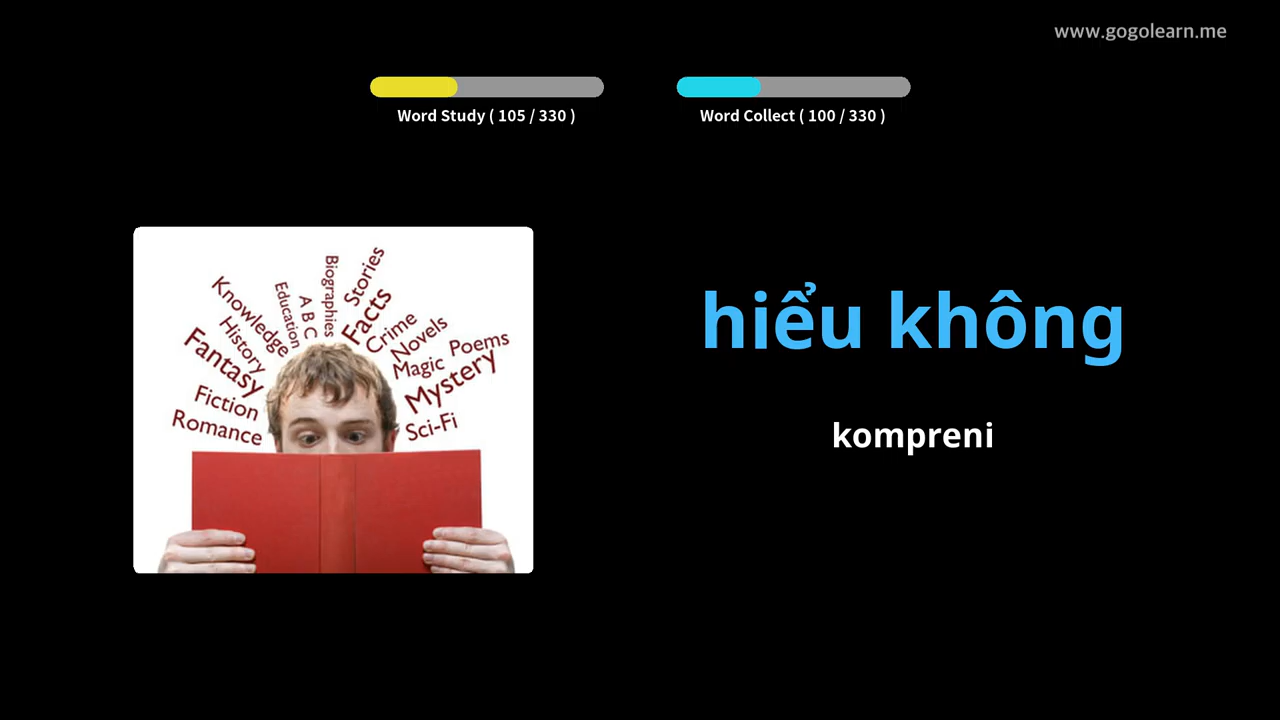 www.gogolearn.me
Word Study ( 105 / 330 )
Word Collect ( 100 / 330 )
Knowledge
History
Fantasy
Fiction
Romance
Education
A B C
Biographies
Stories
Facts
Crime
Novels
Magic
Poems
Mystery
Sci-Fi
hiểu không
kompreni